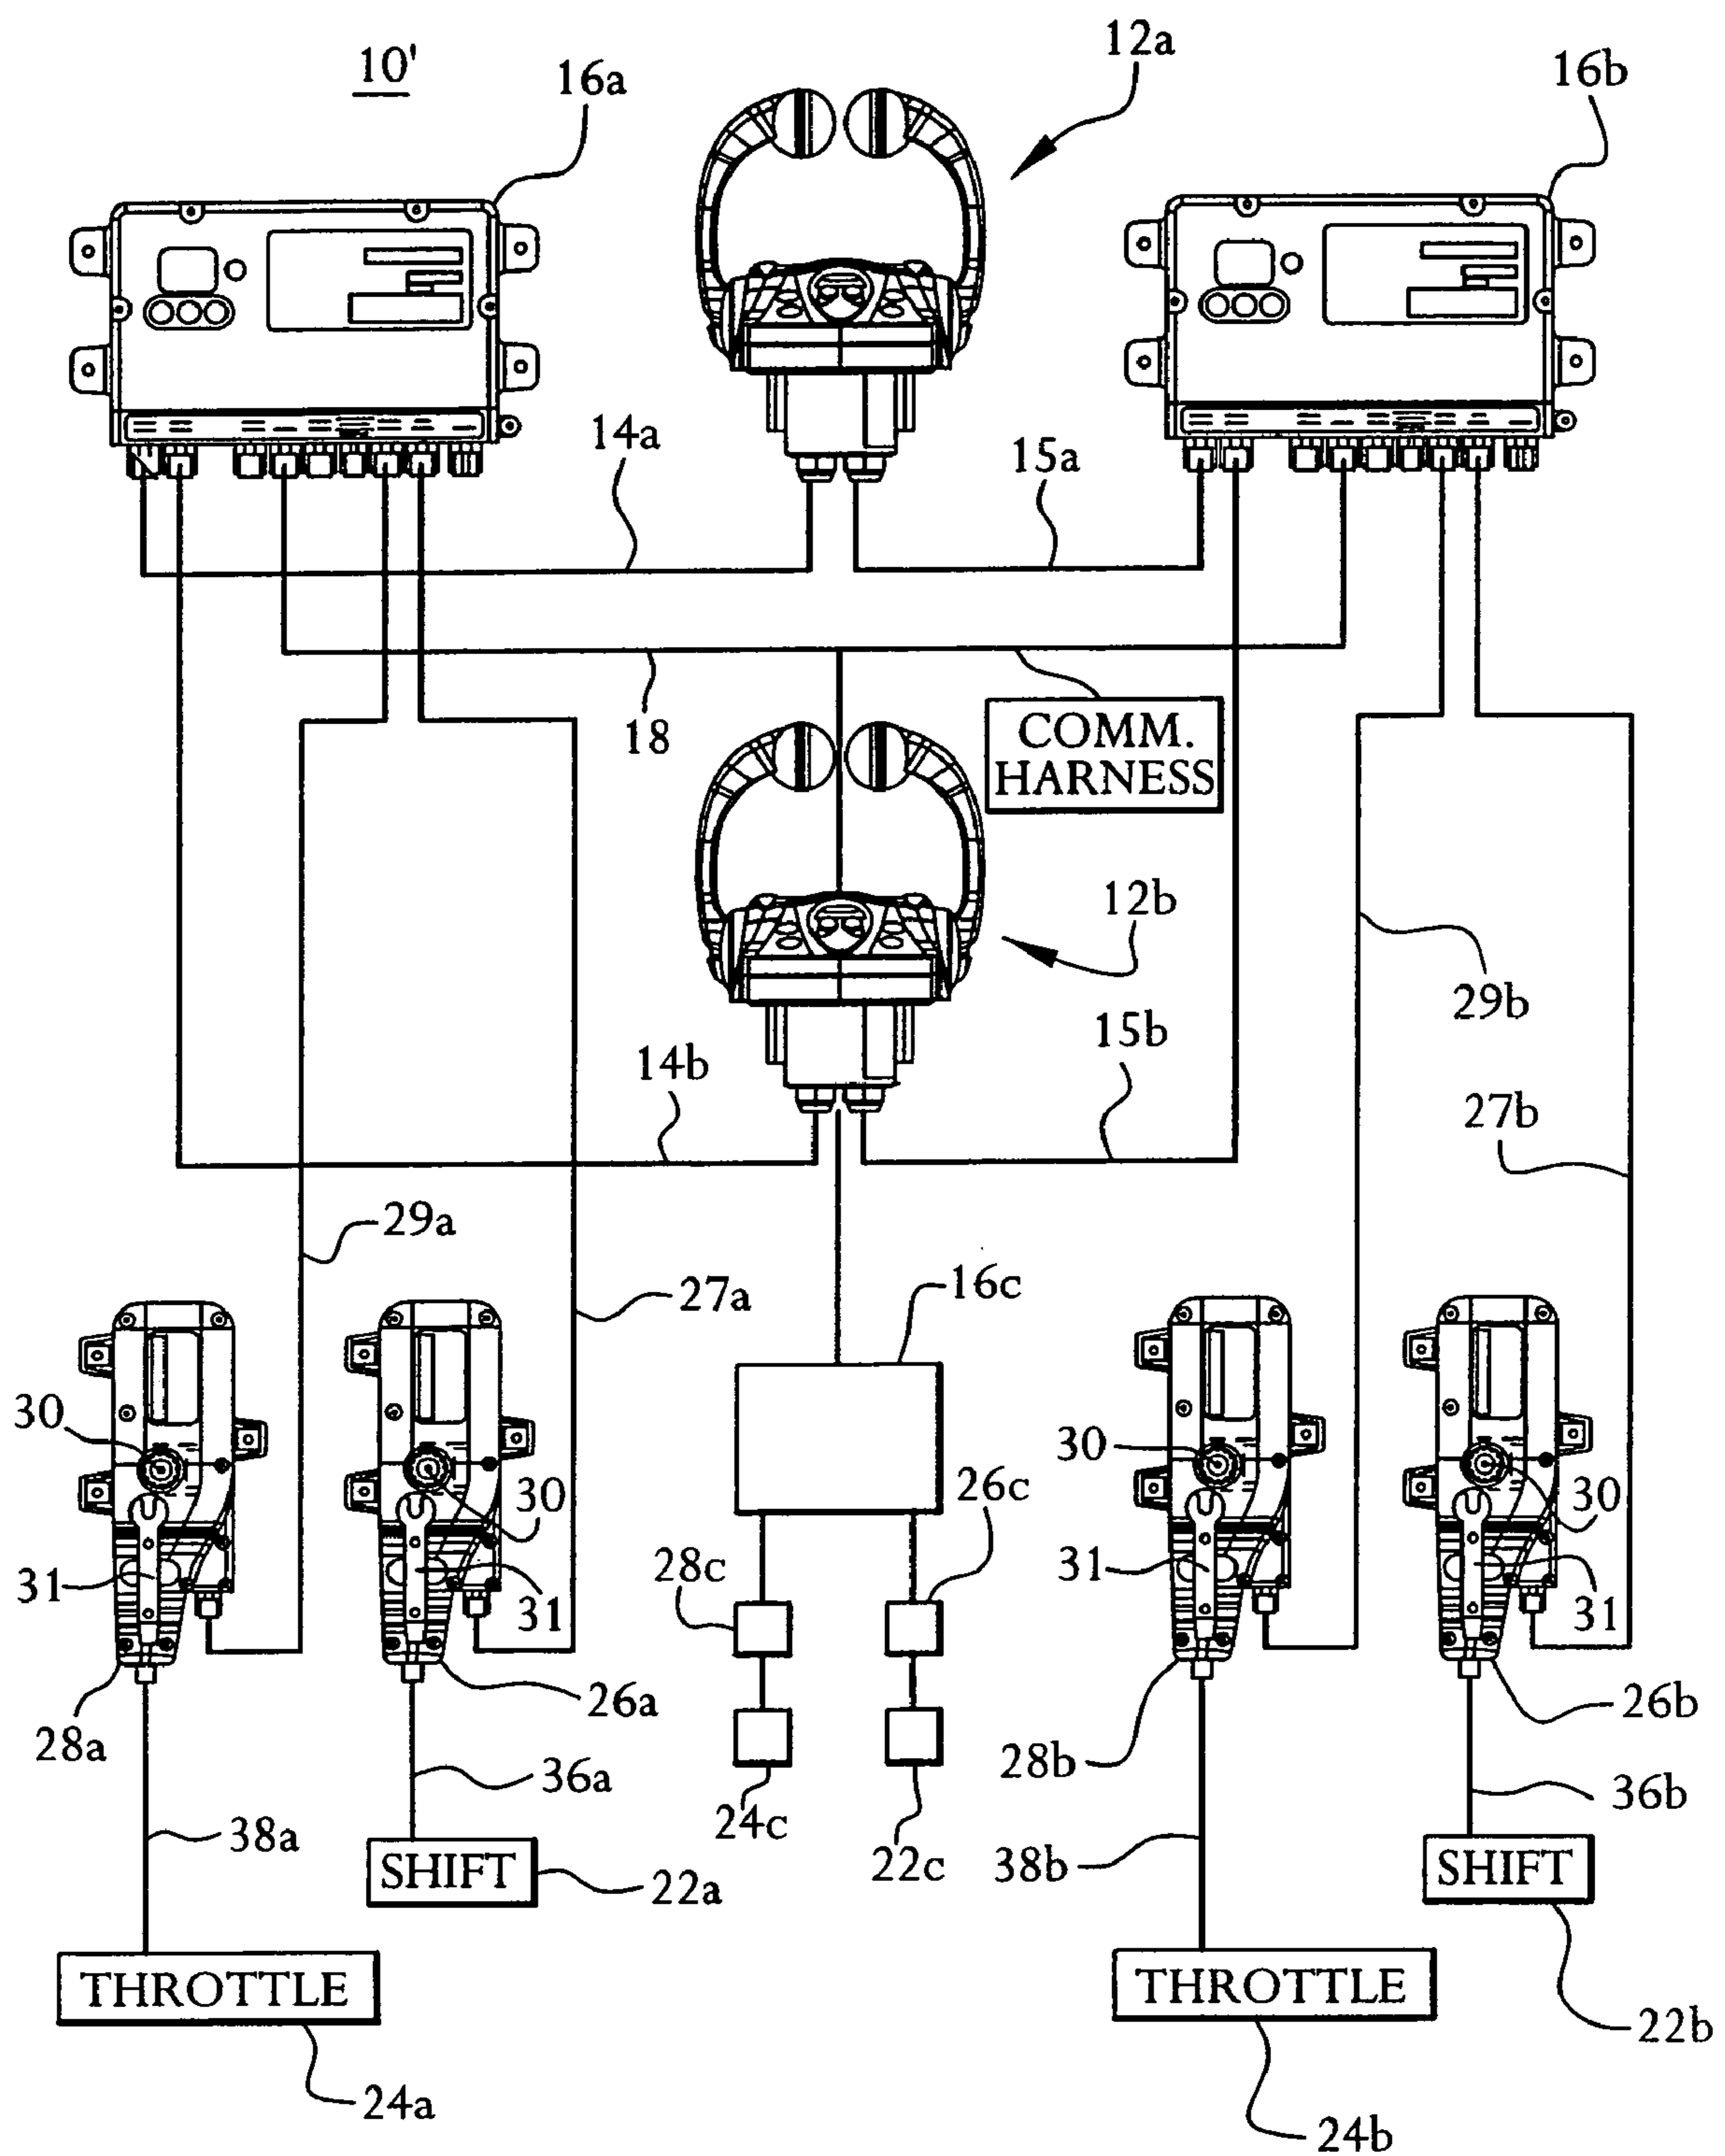 10'
16a
12a
16b
14a
15a
18
COMM.
HARNESS
12b
29b
14b
15b
27b
29a
27a
16c
30
30
26c
30
30
31
31
28c
31
31
28a
26a
28b
26b
36a
24c
22c
36b
38a
SHIFT
22a
38b
SHIFT
THROTTLE
THROTTLE
22b
24a
24b